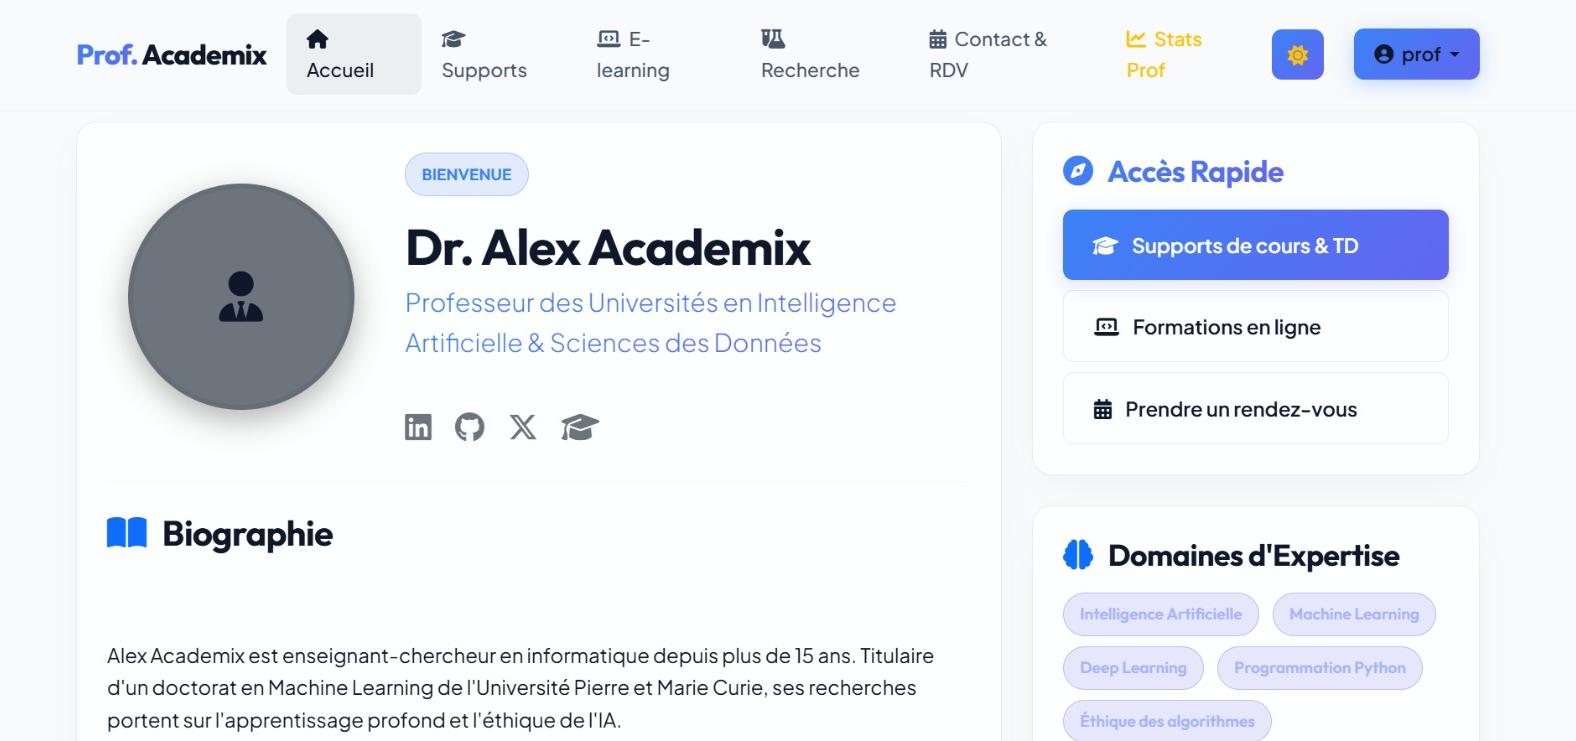 Prof. Academix
Accueil
Supports
E-
learning
Recherche
Contact &
RDV
Stats
Prof
prof
BIENVENUE
Dr. Alex Academix
Professeur des Universités en Intelligence
Artificielle & Sciences des Données
Biographie
Alex Academix est enseignant-chercheur en informatique depuis plus de 15 ans. Titulaire
d'un doctorat en Machine Learning de l'Université Pierre et Marie Curie, ses recherches
portent sur l'apprentissage profond et l'éthique de l'IA.
Accès Rapide
Supports de cours & TD
Formations en ligne
Prendre un rendez-vous
Domaines d'Expertise
Intelligence Artificielle
Machine Learning
Deep Learning
Programmation Python
Éthique des algorithmes